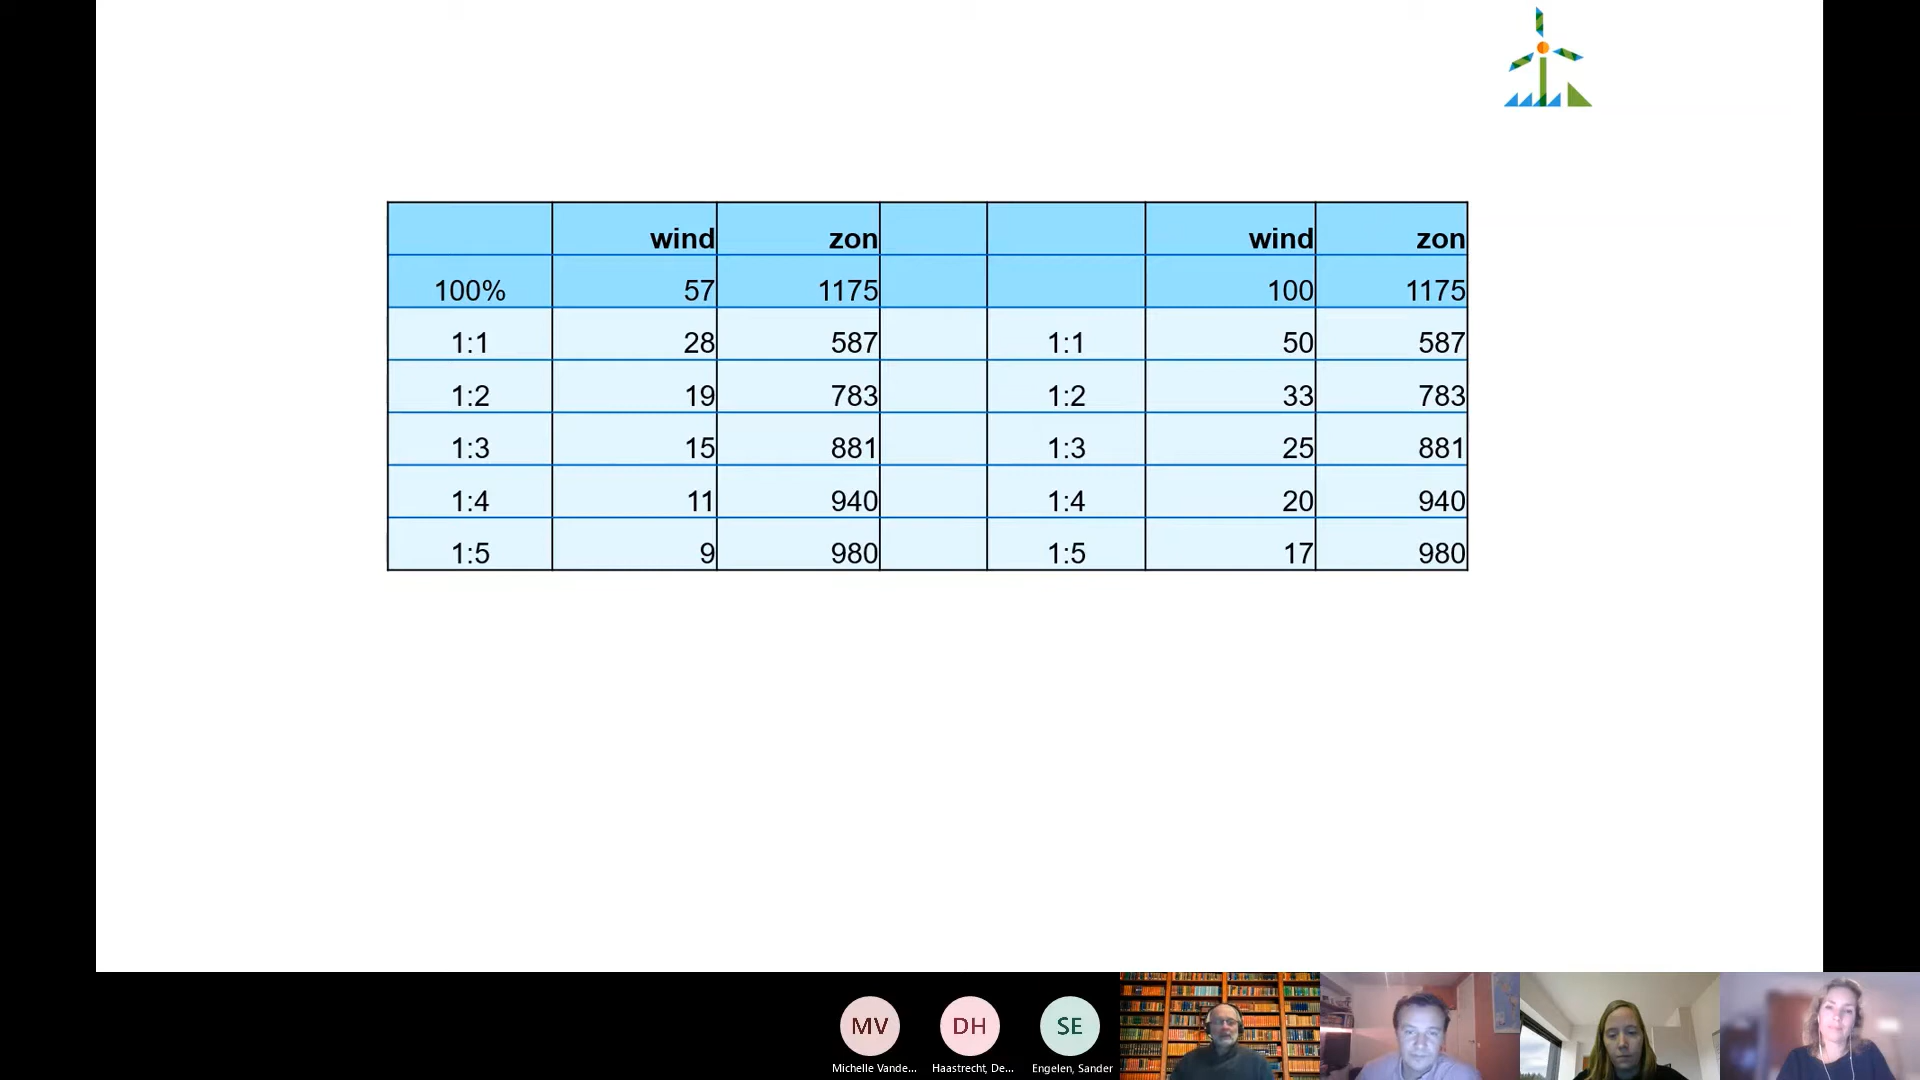 wind zon wind zon
100% 57 1175 100 1175
1:1 28 587 1:1 50 587
1:2 19 783 1:2 33 783
1:3 15 881 1:3 25 881
1:4 11 940 1:4 20 940
1:5 9 980 1:5 17 980
MV DH SE
Michelle Vande... Haastrecht, De... Engelen, Sander